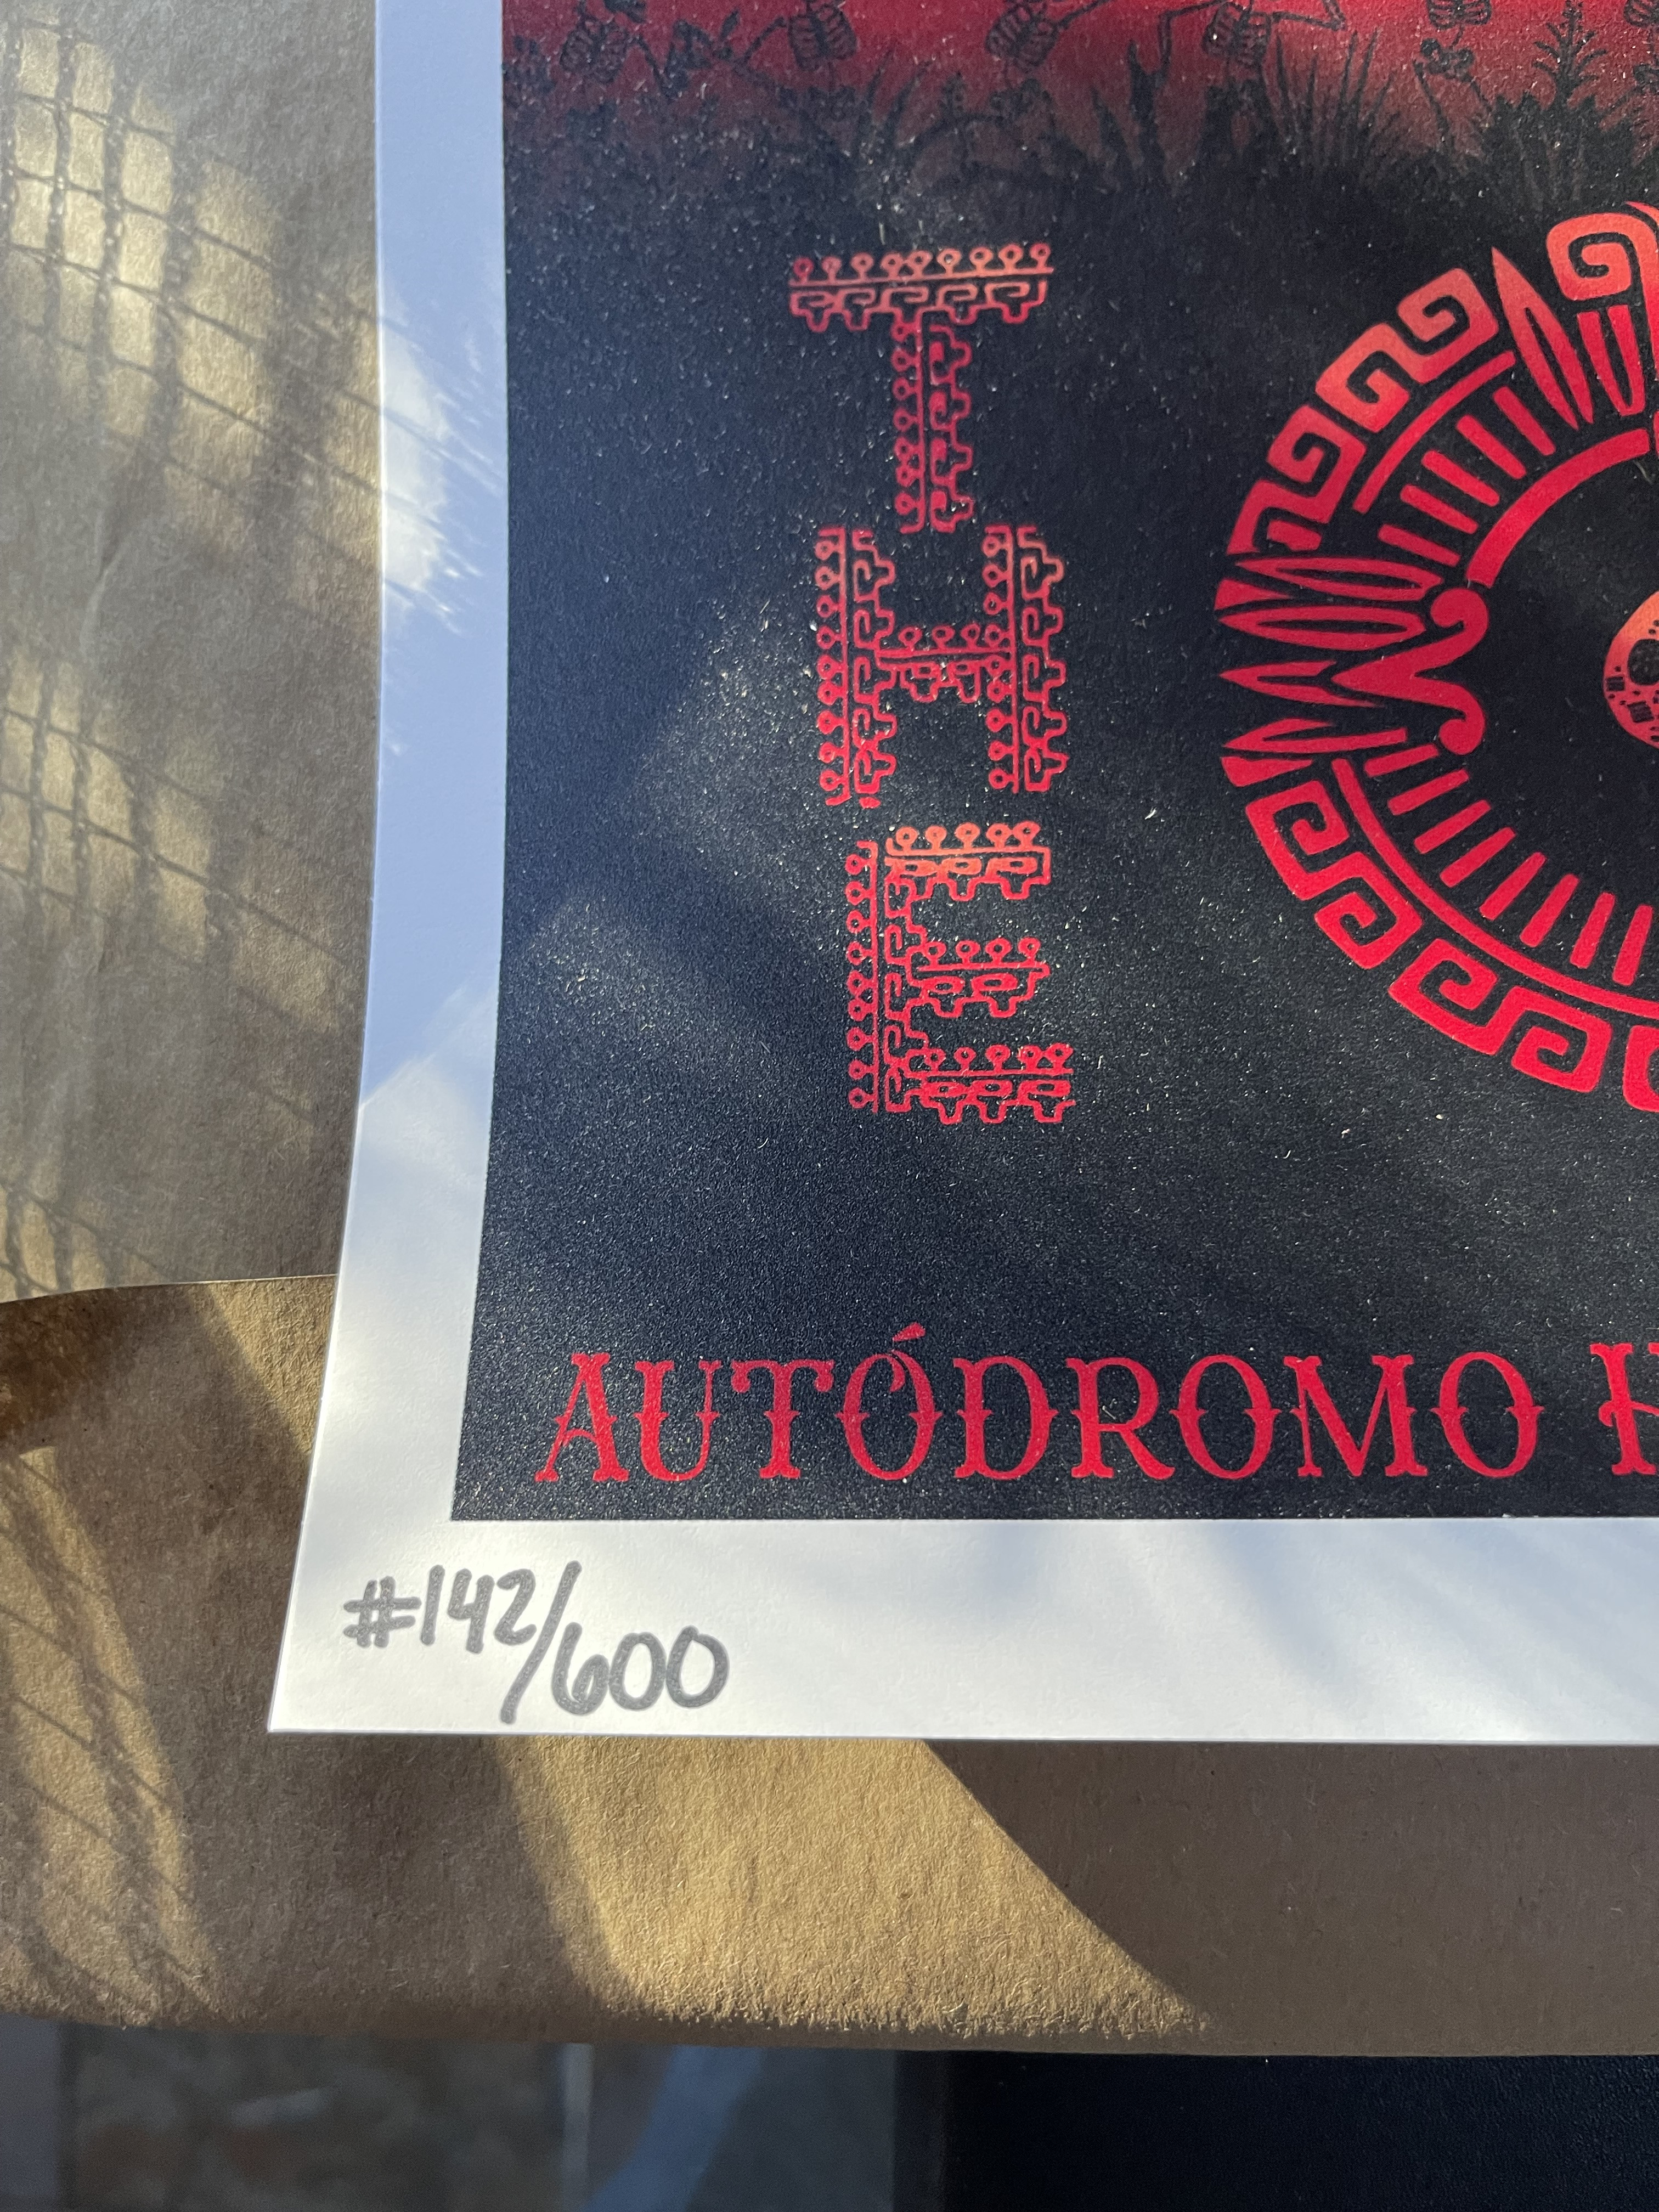 THE
AUTÓDROMO H
#142/600